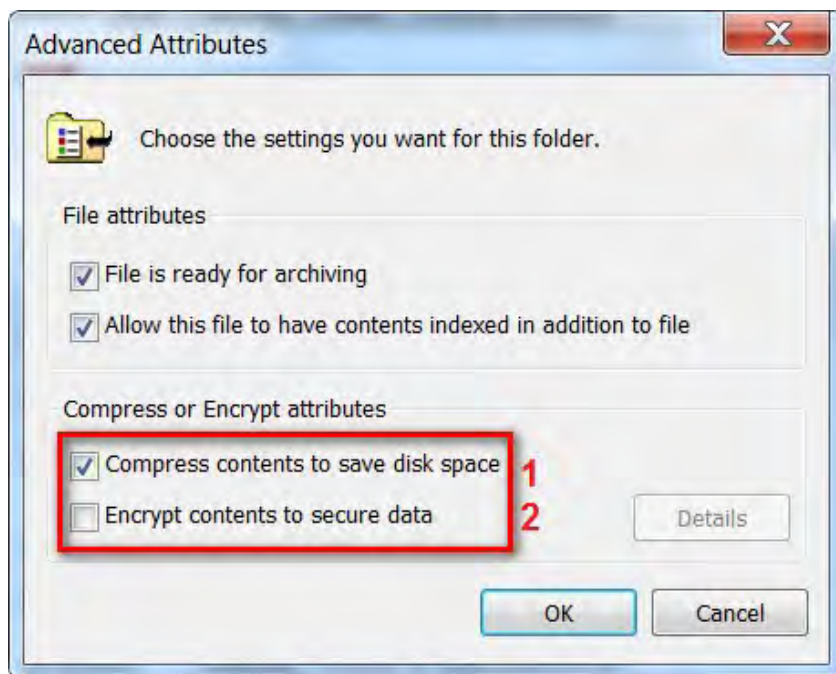 Advanced Attributes
Choose the settings you want for this folder.
File attributes
File is ready for archiving
Allow this file to have contents indexed in addition to file
Compress or Encrypt attributes
Compress contents to save disk space 1
Encrypt contents to secure data 2
Details
OK Cancel